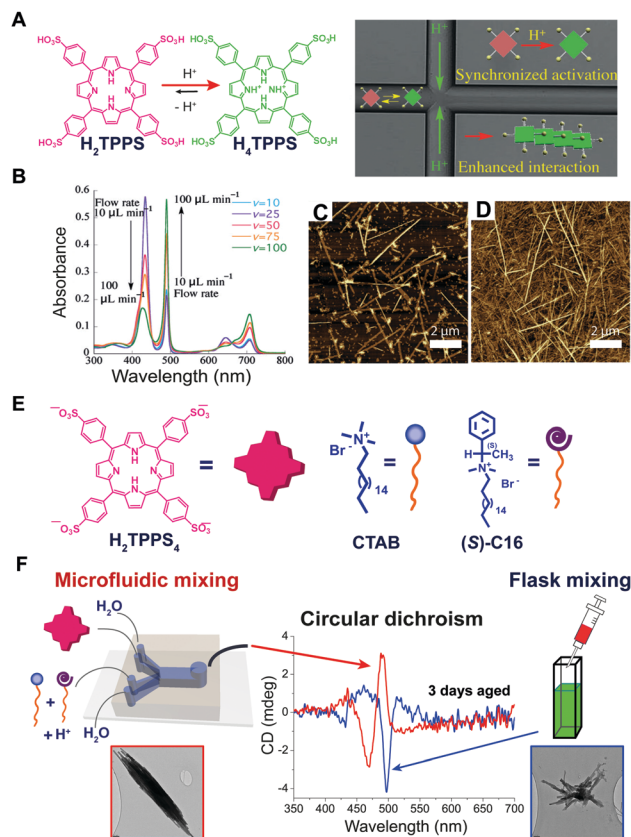 A
HO₃S
SO₃H
HO₃S
SO₃H
NH
N
N
HN
H⁺
- H⁺
HO₃S
SO₃H
HO₃S
SO₃H
H₂TPPS
H₄TPPS
H⁺
H⁺
Synchronized activation
H⁺
Enhanced interaction
B
Absorbance
0.6
0.5
0.4
0.3
0.2
0.1
0
Flow rate
10 µL min⁻¹
100
µL min⁻¹
100 µL min⁻¹
10 µL min⁻¹
Flow rate
v=10
v=25
v=50
v=75
v=100
300 400 500 600 700 800
Wavelength (nm)
C
2 µm
D
2 µm
E
⁻O₃S
SO₃⁻
⁻O₃S
SO₃⁻
=
H₂TPPS₄
N⁺
Br⁻
14
=
CTAB
(S)
H
CH₃
N⁺
Br⁻
14
=
(S)-C16
F
Microfluidic mixing
Flask mixing
H₂O
+
+ H⁺
H₂O
Circular dichroism
3 days aged
CD (mdeg)
4
2
0
-2
-4
350 400 450 500 550 600 650 700
Wavelength (nm)